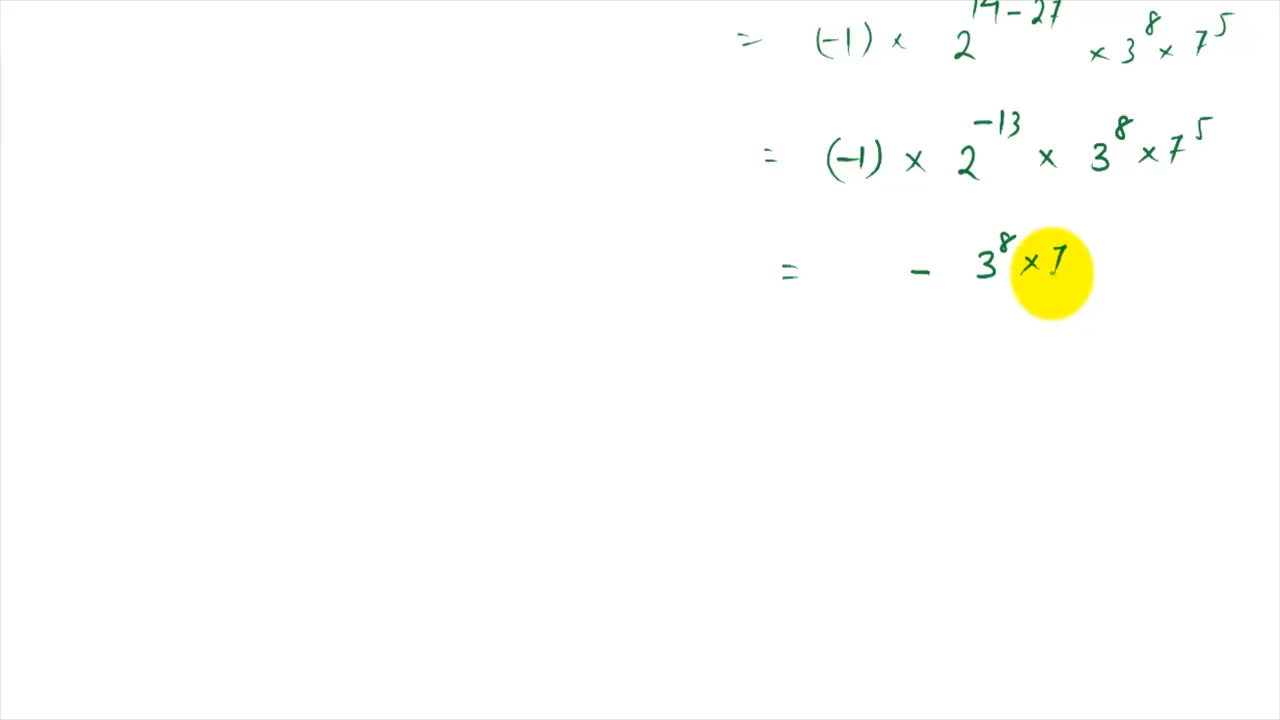 = (-1) × 2^14-27 × 3^8 × 7^5
= (-1) × 2^-13 × 3^8 × 7^5
= - 3^8 × 7